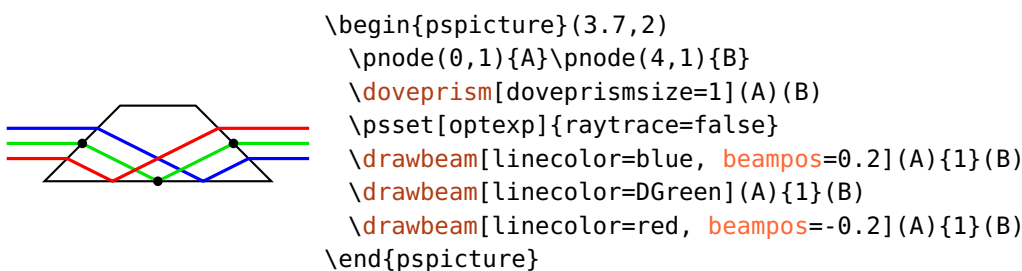 \begin{pspicture}(3.7,2)
\pnode(0,1){A}\pnode(4,1){B}
\doveprism[doveprismsize=1](A)(B)
\psset[optexp]{raytrace=false}
\drawbeam[linecolor=blue, beampos=0.2](A){1}(B)
\drawbeam[linecolor=DGreen](A){1}(B)
\drawbeam[linecolor=red, beampos=-0.2](A){1}(B)
\end{pspicture}